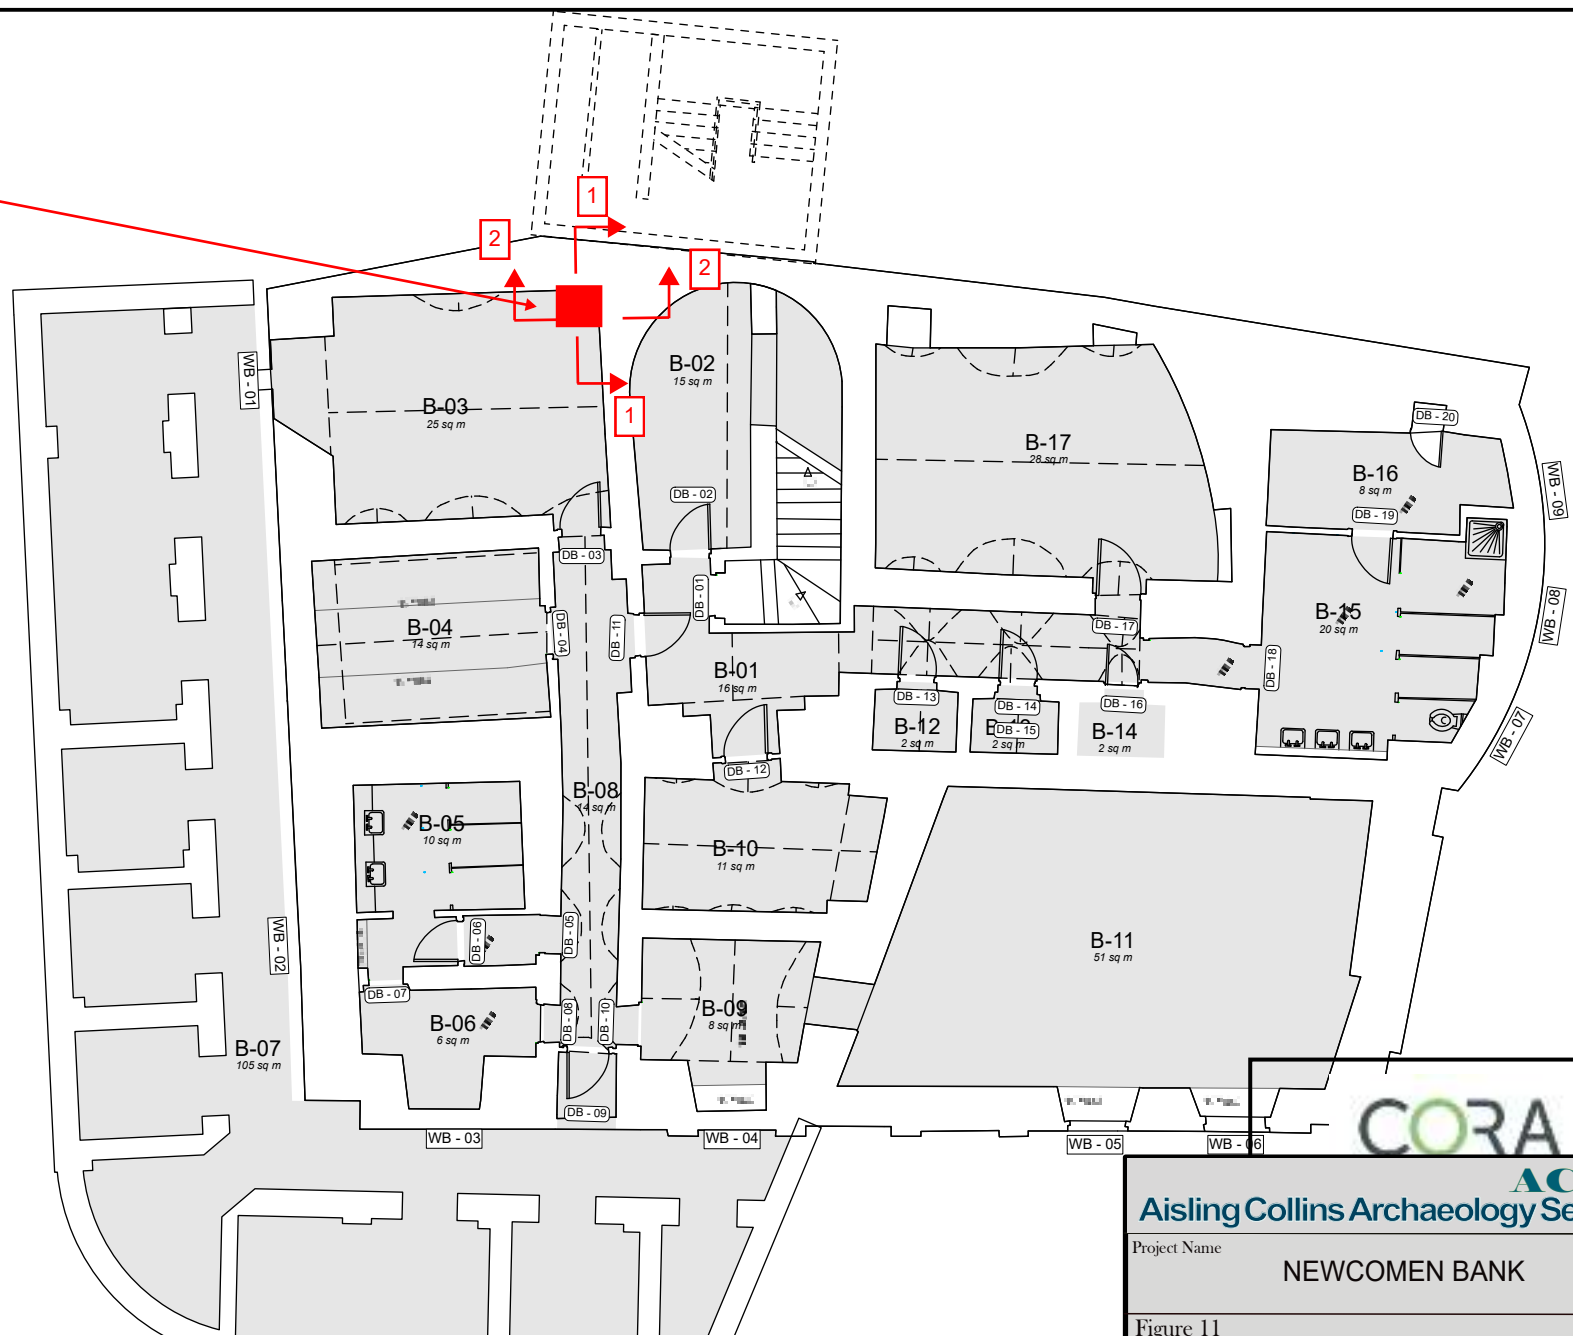 1
2
2
1
B-02
15 sq m
WB - 01
B-03
25 sq m
B-17
28 sq m
DB - 20
B-16
8 sq m
WB - 09
DB - 02
DB - 19
DB - 03
DB - 01
B-04
14 sq m
DB - 04
DB - 11
DB - 17
B-15
20 sq m
WB - 08
B-01
16 sq m
DB - 18
DB - 13
DB - 14
DB - 16
B-12
2 sq m
DB - 15
2 sq m
B-14
2 sq m
WB - 07
DB - 12
B-08
14 sq m
B-05
10 sq m
B-10
11 sq m
WB - 02
DB - 06
DB - 05
B-11
51 sq m
DB - 07
B-06
6 sq m
DB - 08
DB - 10
B-09
8 sq m
B-07
105 sq m
DB - 09
WB - 03
WB - 04
WB - 05
WB - 06
CORA
AC
Aisling Collins Archaeology Se
Project Name
NEWCOMEN BANK
Figure 11